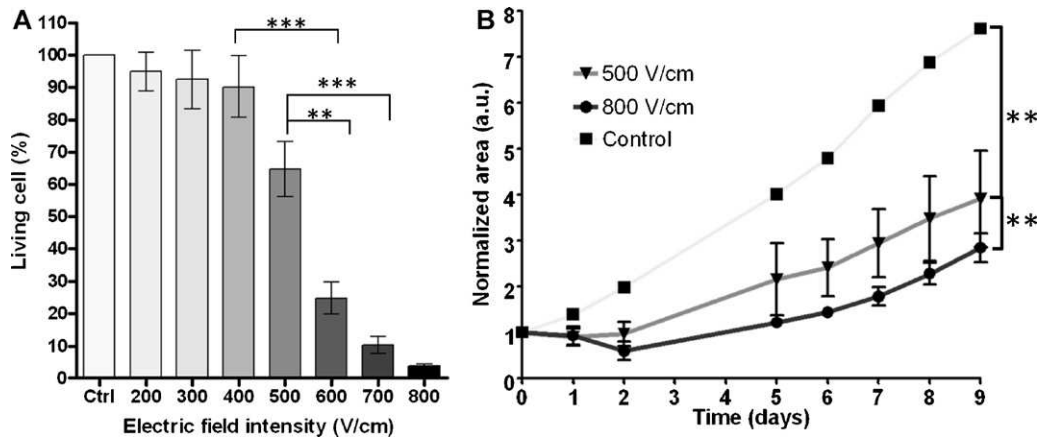 A
110
100
90
80
70
60
50
40
30
20
10
0
Living cell (%)
***
***
**
Ctrl 200 300 400 500 600 700 800
Electric field intensity (V/cm)
B
8
7
6
5
4
3
2
1
0
Normalized area (a.u.)
500 V/cm
800 V/cm
Control
**
**
0 1 2 5 6 7 8 9
Time (days)